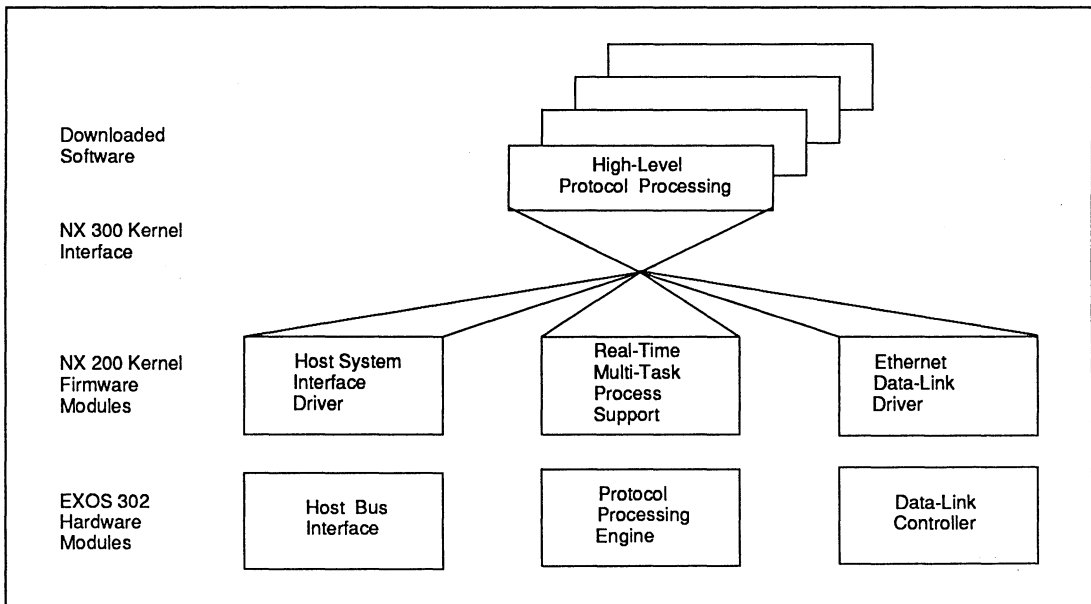 Downloaded
Software
High-Level
Protocol Processing
NX 300 Kernel
Interface
NX 200 Kernel
Firmware
Modules
Host System
Interface
Driver
Real-Time
Multi-Task
Process
Support
Ethernet
Data-Link
Driver
EXOS 302
Hardware
Modules
Host Bus
Interface
Protocol
Processing
Engine
Data-Link
Controller